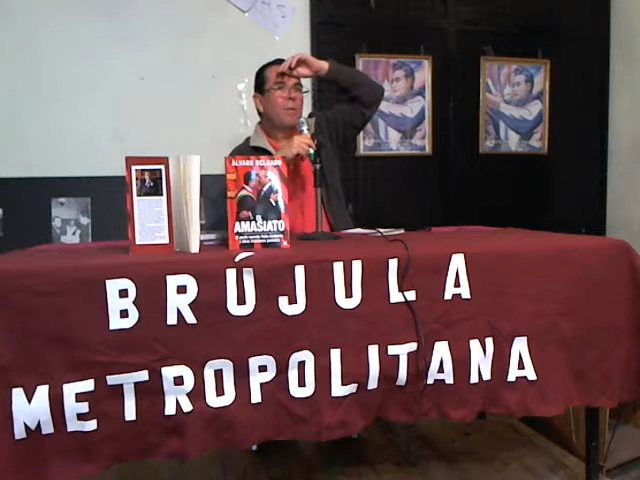 ÁLVARO DELGADO
EL
AMASIATO
BRÚJULA
METROPOLITANA